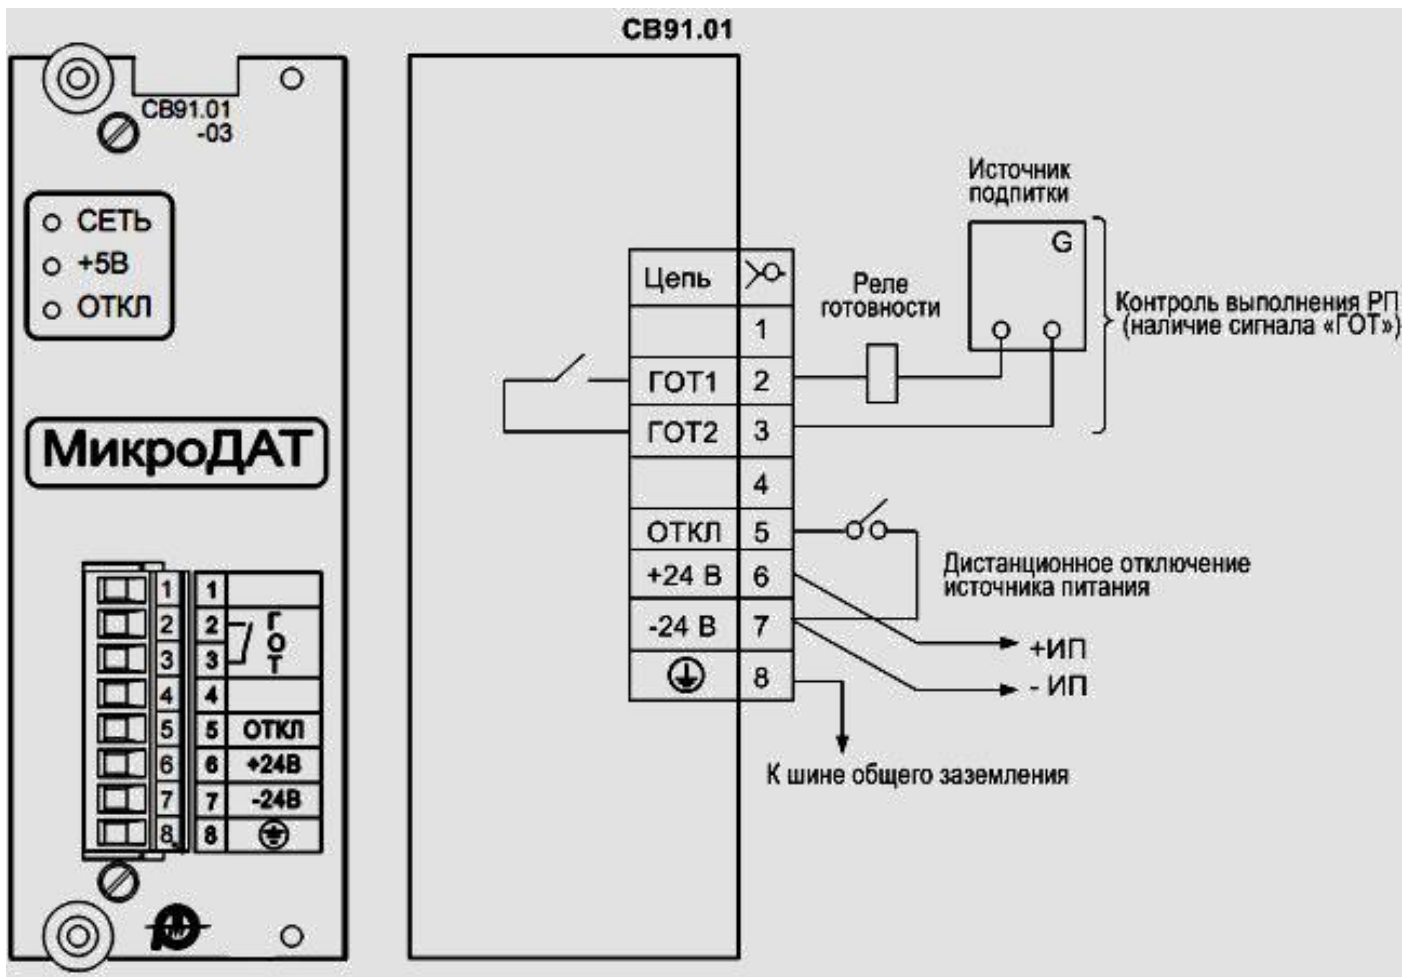 СВ91.01
-03
СЕТЬ
+5В
ОТКЛ
МикроДАТ
1 1
2 2 Г
О
3 3 Т
4 4
5 5 ОТКЛ
6 6 +24В
7 7 -24В
8 8
СВ91.01
Цепь
1
ГОТ1 2
ГОТ2 3
4
ОТКЛ 5
+24 В 6
-24 В 7
8
Реле
готовности
Источник
подпитки
G
Контроль выполнения РП
(наличие сигнала «ГОТ»)
Дистанционное отключение
источника питания
+ИП
- ИП
К шине общего заземления